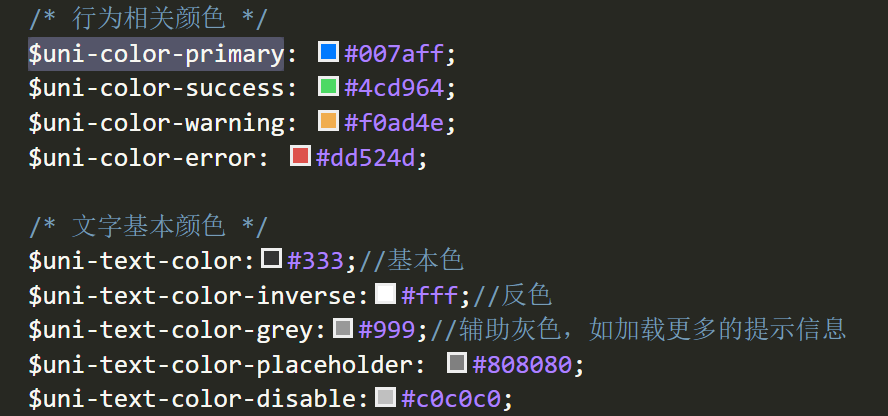 /* 行为相关颜色 */
$uni-color-primary: #007aff;
$uni-color-success: #4cd964;
$uni-color-warning: #f0ad4e;
$uni-color-error: #dd524d;
/* 文字基本颜色 */
$uni-text-color:#333;//基本色
$uni-text-color-inverse:#fff;//反色
$uni-text-color-grey:#999;//辅助灰色，如加载更多的提示信息
$uni-text-color-placeholder: #808080;
$uni-text-color-disable:#c0c0c0;